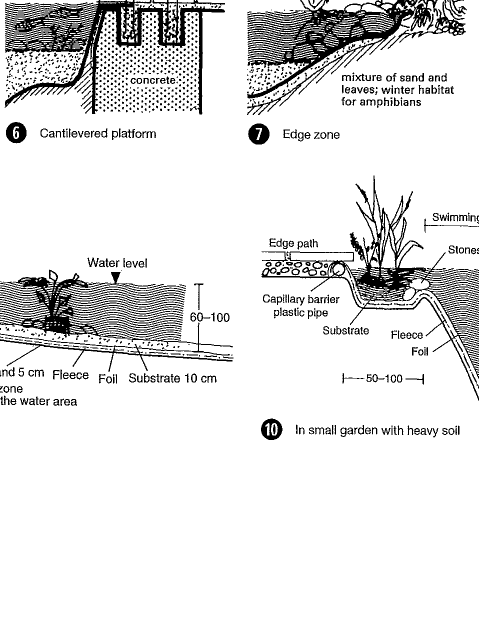 concrete
mixture of sand and
leaves; winter habitat
for amphibians
6 Cantilevered platform
7 Edge zone
Water level
60–100
5 cm Fleece Foil Substrate 10 cm
zone
the water area
Swimming
Edge path
Stones
Capillary barrier
plastic pipe
Substrate
Fleece
Foil
50–100
10 In small garden with heavy soil